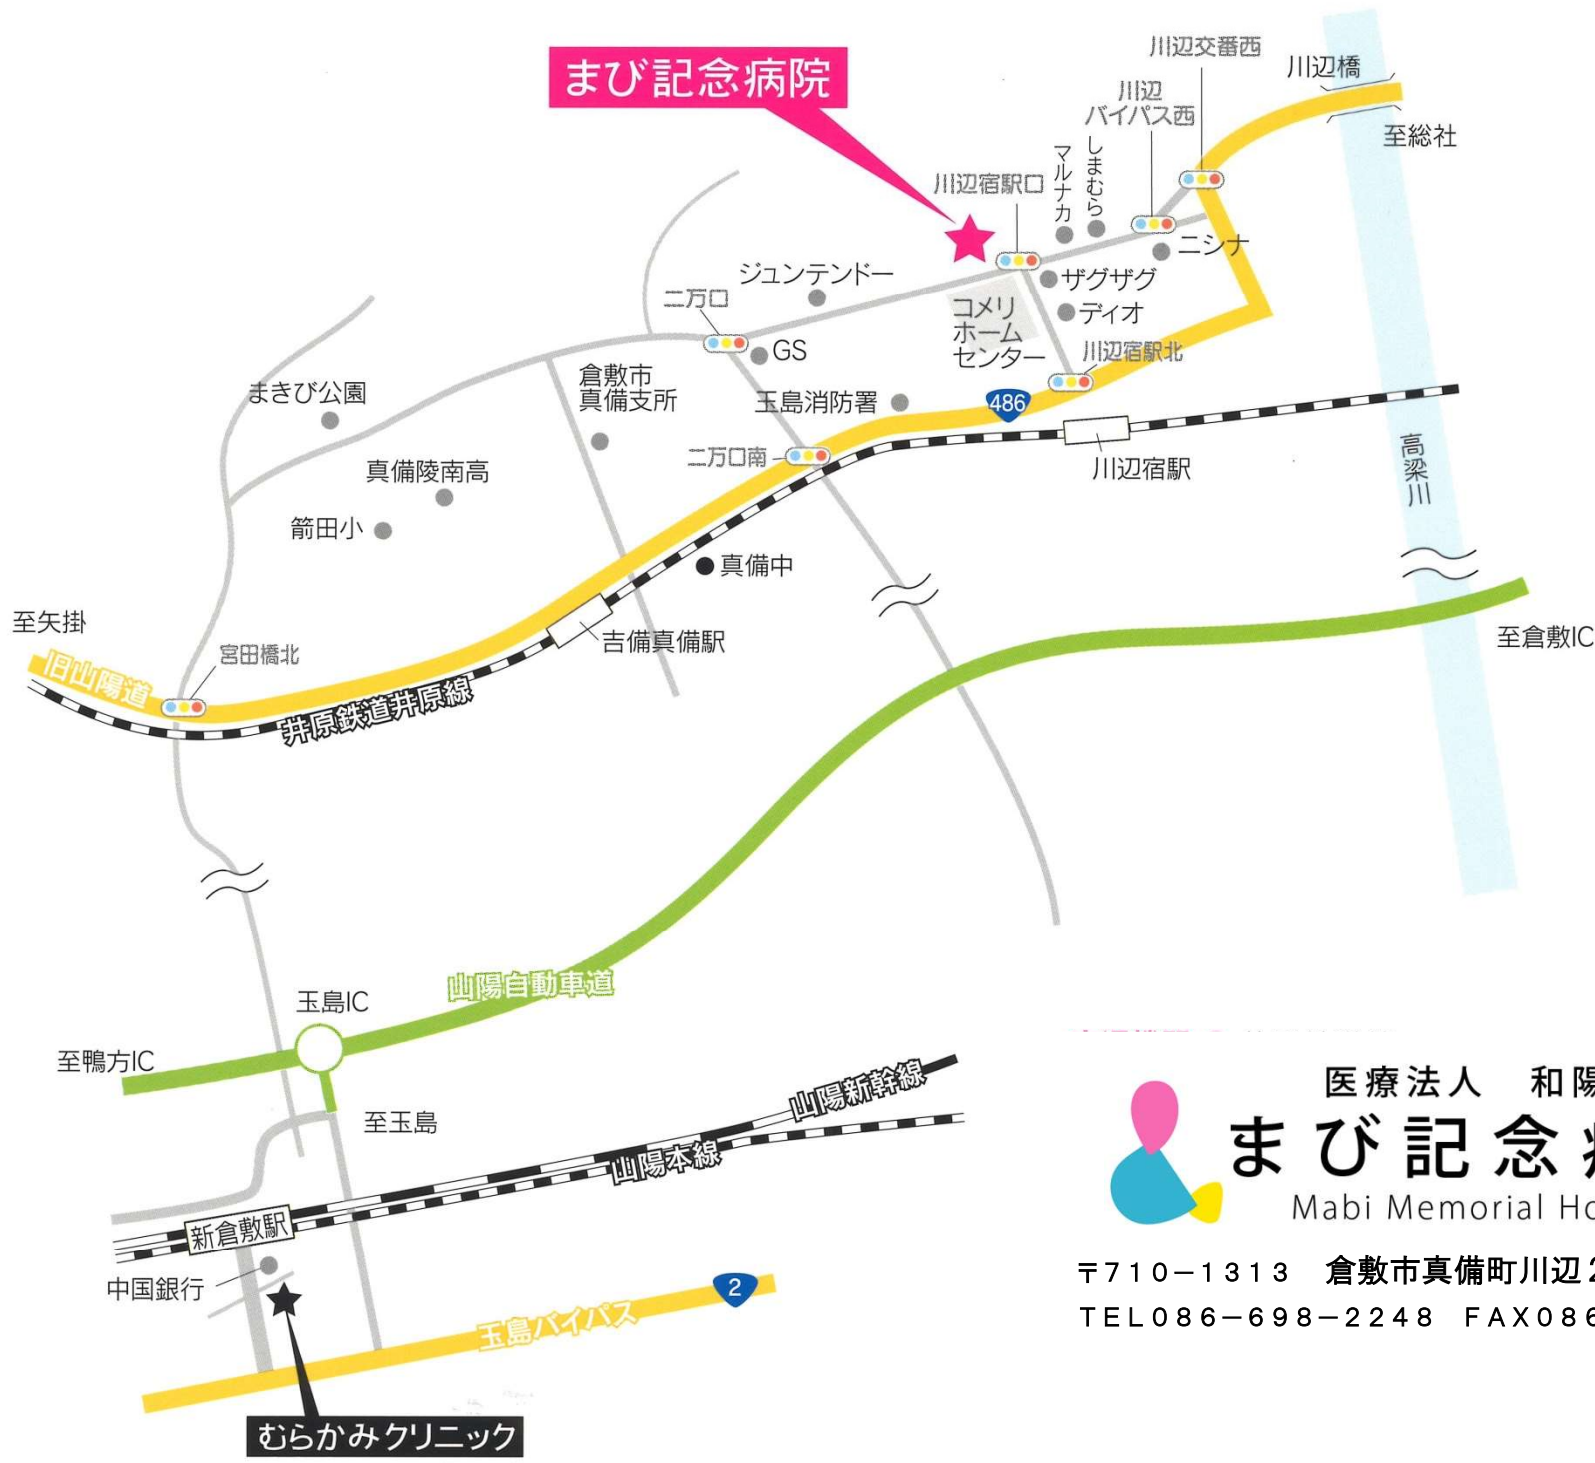 まび記念病院
川辺交番西
川辺橋
川辺
バイパス西
至総社
しまむら
マルナカ
川辺宿駅口
ニシナ
ジュンテンドー
ザグザグ
二万口
コメリ
ホーム
センター
ディオ
GS
川辺宿駅北
倉敷市
真備支所
まきび公園
玉島消防署
486
二万口南
川辺宿駅
高梁川
真備陵南高
箭田小
真備中
至矢掛
吉備真備駅
至倉敷IC
宮田橋北
旧山陽道
井原鉄道井原線
山陽自動車道
玉島IC
至鴨方IC
至玉島
山陽新幹線
山陽本線
新倉敷駅
中国銀行
2
玉島バイパス
むらかみクリニック
医療法人　和陽
まび記念病
Mabi Memorial Ho
〒710－1313　倉敷市真備町川辺2
TEL086－698－2248　FAX086